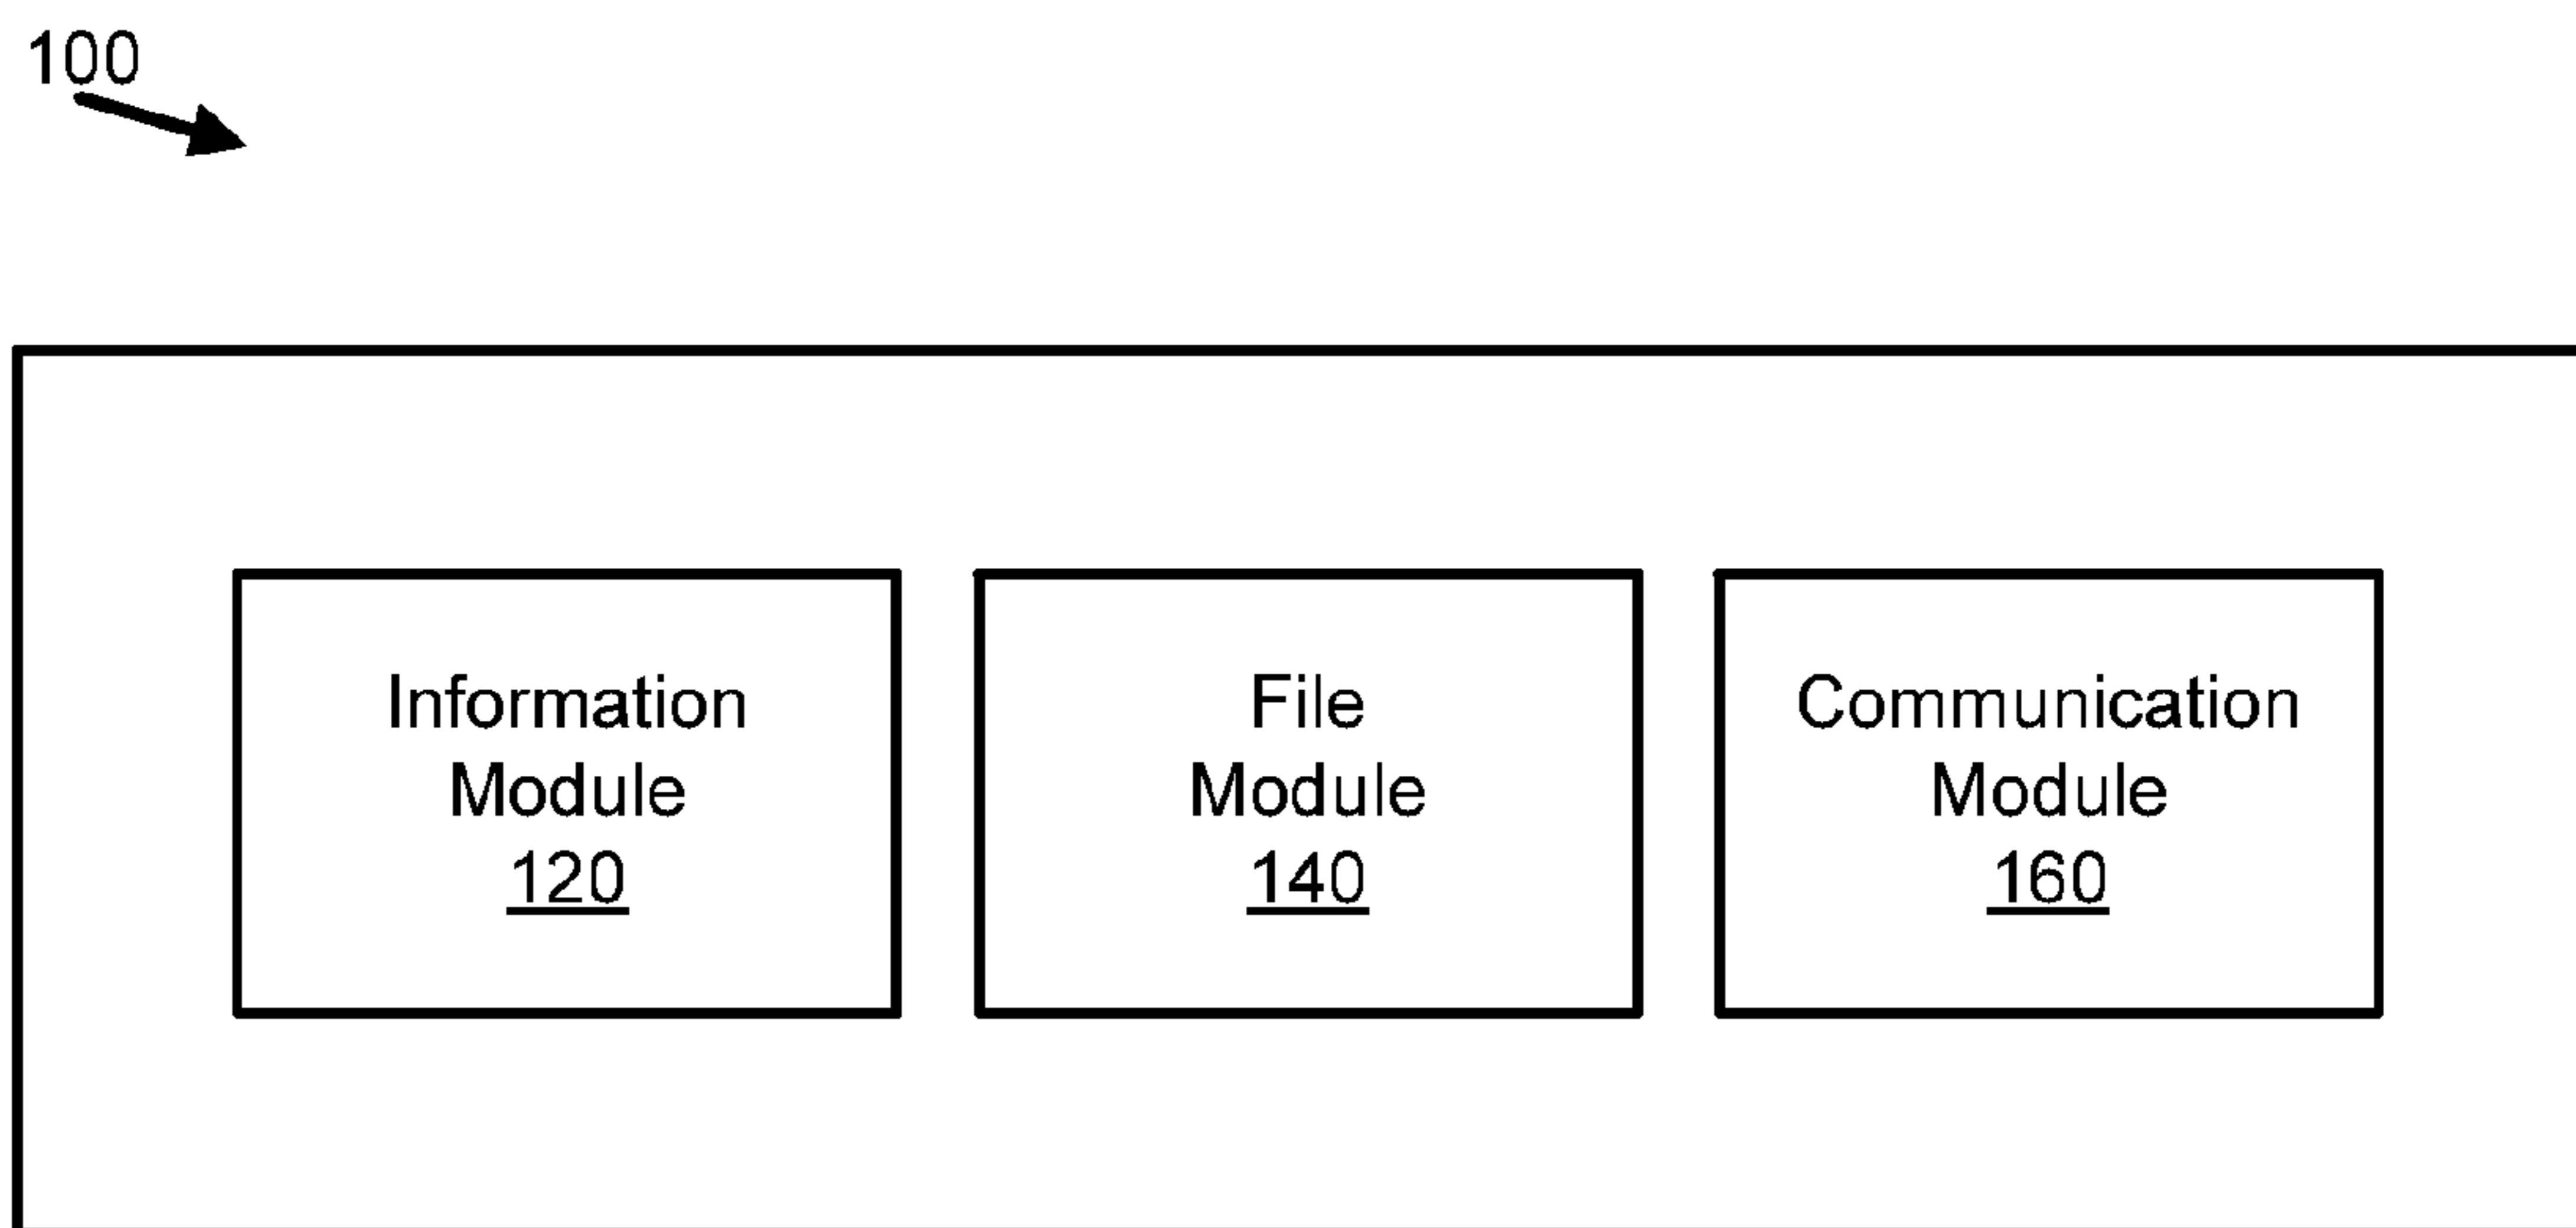 100
Information
Module
120
File
Module
140
Communication
Module
160